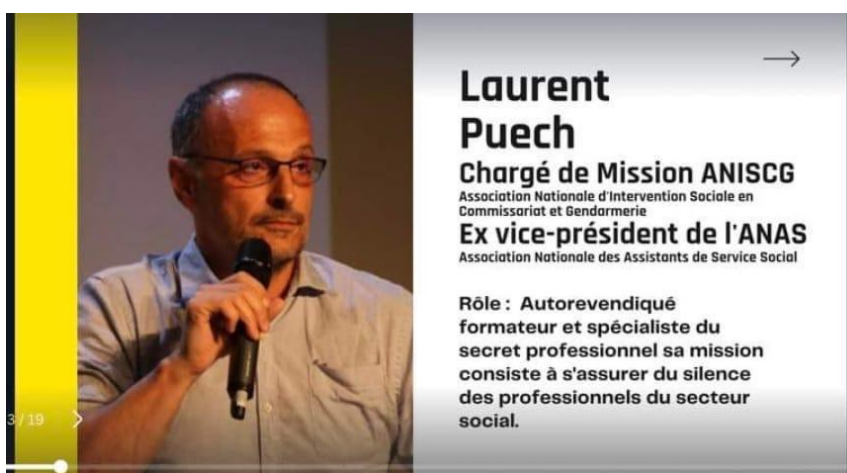 Laurent
Puech
Chargé de Mission ANISCG
Association Nationale d'Intervention Sociale en
Commissariat et Gendarmerie
Ex vice-président de l'ANAS
Association Nationale des Assistants de Service Social
Rôle : Autorevendiqué
formateur et spécialiste du
secret professionnel sa mission
consiste à s'assurer du silence
des professionnels du secteur
social.
3 / 19